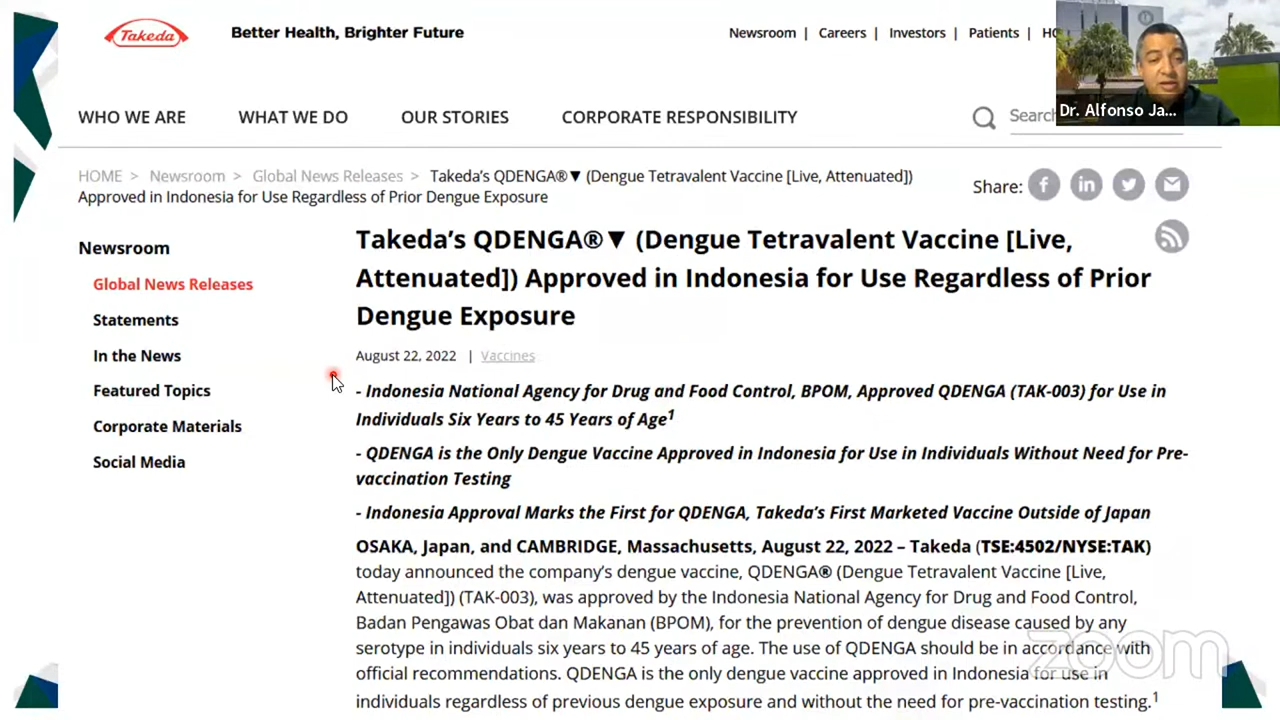 Takeda
Better Health, Brighter Future
Newsroom | Careers | Investors | Patients |
Dr. Alfonso Ja...
WHO WE ARE
WHAT WE DO
OUR STORIES
CORPORATE RESPONSIBILITY
Search
HOME > Newsroom > Global News Releases > Takeda's QDENGA®▼ (Dengue Tetravalent Vaccine [Live, Attenuated])
Approved in Indonesia for Use Regardless of Prior Dengue Exposure
Share:
Newsroom
Global News Releases
Statements
In the News
Featured Topics
Corporate Materials
Social Media
Takeda's QDENGA®▼ (Dengue Tetravalent Vaccine [Live,
Attenuated]) Approved in Indonesia for Use Regardless of Prior
Dengue Exposure
August 22, 2022 | Vaccines
- Indonesia National Agency for Drug and Food Control, BPOM, Approved QDENGA (TAK-003) for Use in
Individuals Six Years to 45 Years of Age1
- QDENGA is the Only Dengue Vaccine Approved in Indonesia for Use in Individuals Without Need for Pre-
vaccination Testing
- Indonesia Approval Marks the First for QDENGA, Takeda's First Marketed Vaccine Outside of Japan
OSAKA, Japan, and CAMBRIDGE, Massachusetts, August 22, 2022 – Takeda (TSE:4502/NYSE:TAK)
today announced the company's dengue vaccine, QDENGA® (Dengue Tetravalent Vaccine [Live,
Attenuated]) (TAK-003), was approved by the Indonesia National Agency for Drug and Food Control,
Badan Pengawas Obat dan Makanan (BPOM), for the prevention of dengue disease caused by any
serotype in individuals six years to 45 years of age. The use of QDENGA should be in accordance with
official recommendations. QDENGA is the only dengue vaccine approved in Indonesia for use in
individuals regardless of previous dengue exposure and without the need for pre-vaccination testing.1
zoom